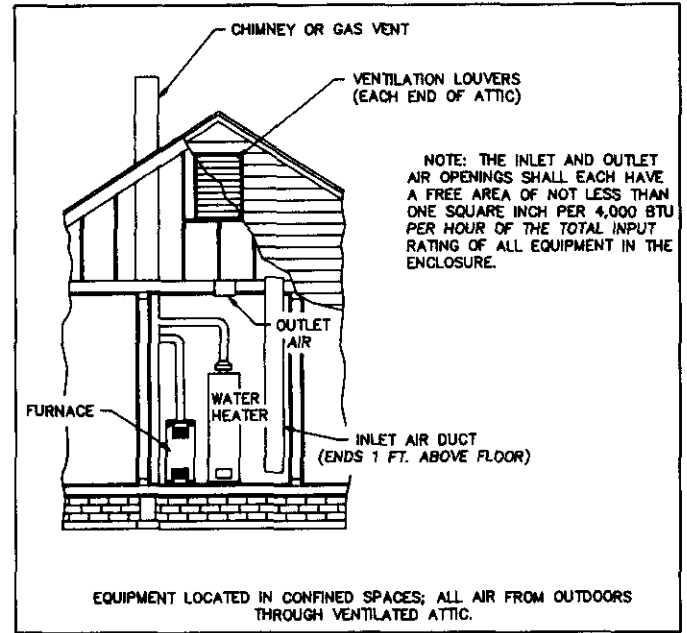 CHIMNEY OR GAS VENT
VENTILATION LOUVERS
(EACH END OF ATTIC)
NOTE: THE INLET AND OUTLET
AIR OPENINGS SHALL EACH HAVE
A FREE AREA OF NOT LESS THAN
ONE SQUARE INCH PER 4,000 BTU
PER HOUR OF THE TOTAL INPUT
RATING OF ALL EQUIPMENT IN THE
ENCLOSURE.
OUTLET
AIR
WATER
HEATER
FURNACE
INLET AIR DUCT
(ENDS 1 FT. ABOVE FLOOR)
EQUIPMENT LOCATED IN CONFINED SPACES; ALL AIR FROM OUTDOORS
THROUGH VENTILATED ATTIC.